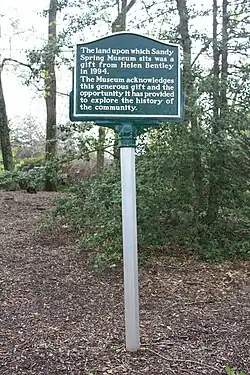 The land upon which Sandy
Spring Museum sits was a
gift from Helen Bentley
in 1994.
The Museum acknowledges
this generous gift and the
opportunity it has provided
to explore the history of
the community.